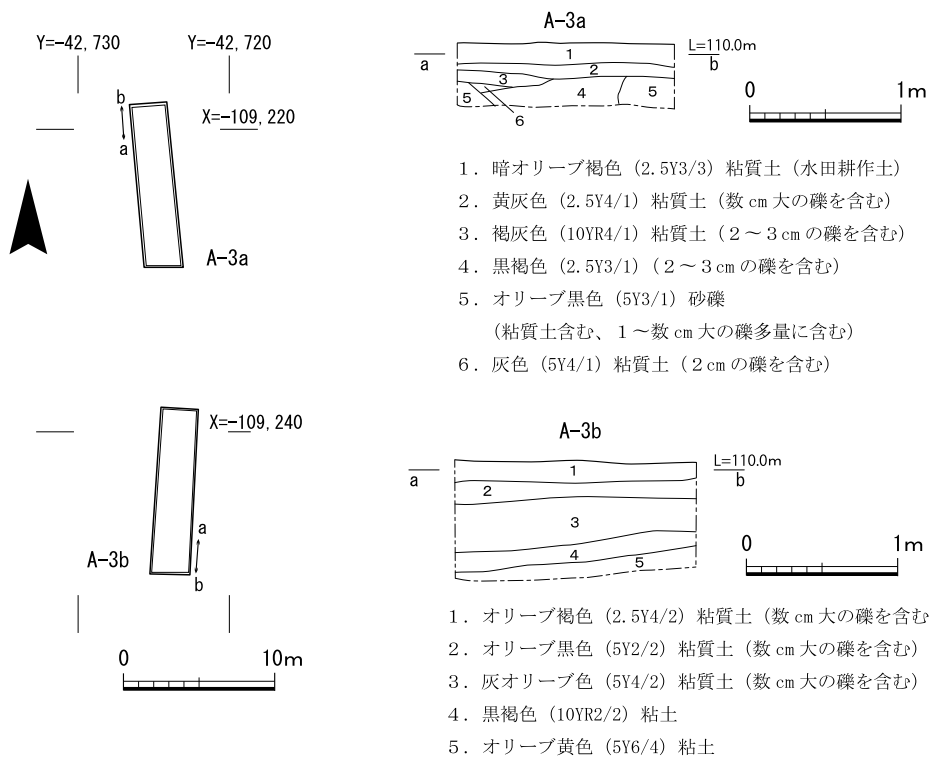 Y=-42,730
Y=-42,720
b
X=-109,220
a
A-3a
A-3a
a
L=110.0m
b
1
2
3
4
5
5
6
0
1m
1．暗オリーブ褐色（2.5Y3/3）粘質土（水田耕作土）
2．黄灰色（2.5Y4/1）粘質土（数cm大の礫を含む）
3．褐灰色（10YR4/1）粘質土（2～3cmの礫を含む）
4．黒褐色（2.5Y3/1）（2～3cmの礫を含む）
5．オリーブ黒色（5Y3/1）砂礫
（粘質土含む、1～数cm大の礫多量に含む）
6．灰色（5Y4/1）粘質土（2cmの礫を含む）
X=-109,240
a
A-3b
b
0
10m
A-3b
a
L=110.0m
b
1
2
3
4
5
0
1m
1．オリーブ褐色（2.5Y4/2）粘質土（数cm大の礫を含む
2．オリーブ黒色（5Y2/2）粘質土（数cm大の礫を含む）
3．灰オリーブ色（5Y4/2）粘質土（数cm大の礫を含む）
4．黒褐色（10YR2/2）粘土
5．オリーブ黄色（5Y6/4）粘土